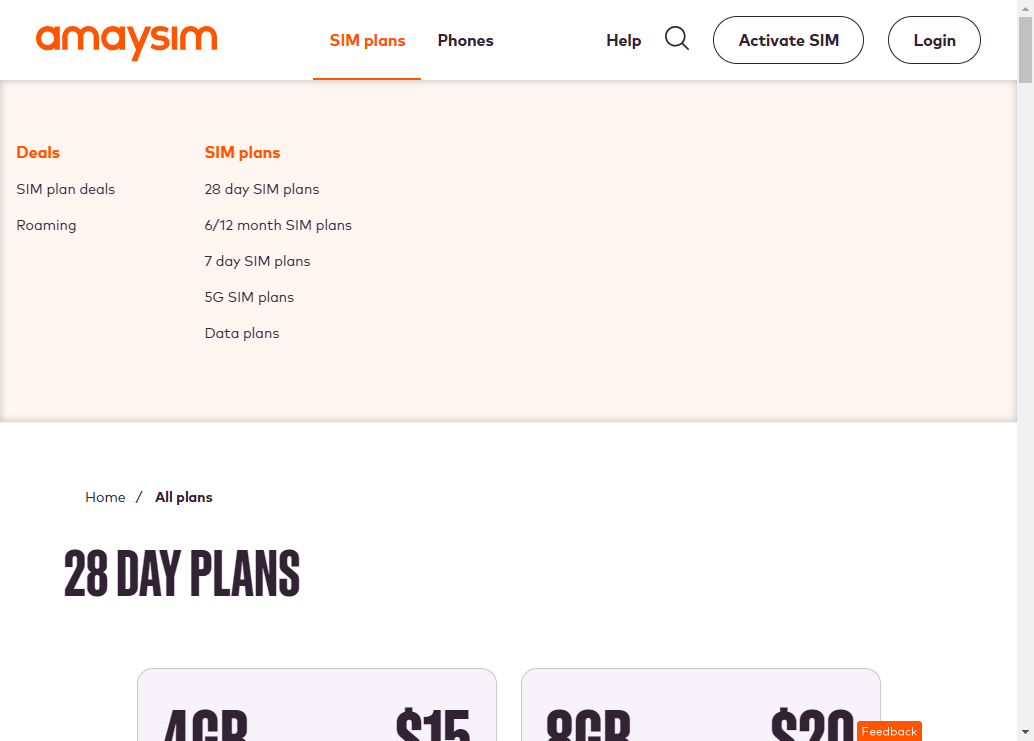 amaysim
SIM plans
Phones
Help
Activate SIM
Login
Deals
SIM plan deals
Roaming
SIM plans
28 day SIM plans
6/12 month SIM plans
7 day SIM plans
5G SIM plans
Data plans
Home / All plans
28 DAY PLANS
4GB $15
8GB $20
Feedback